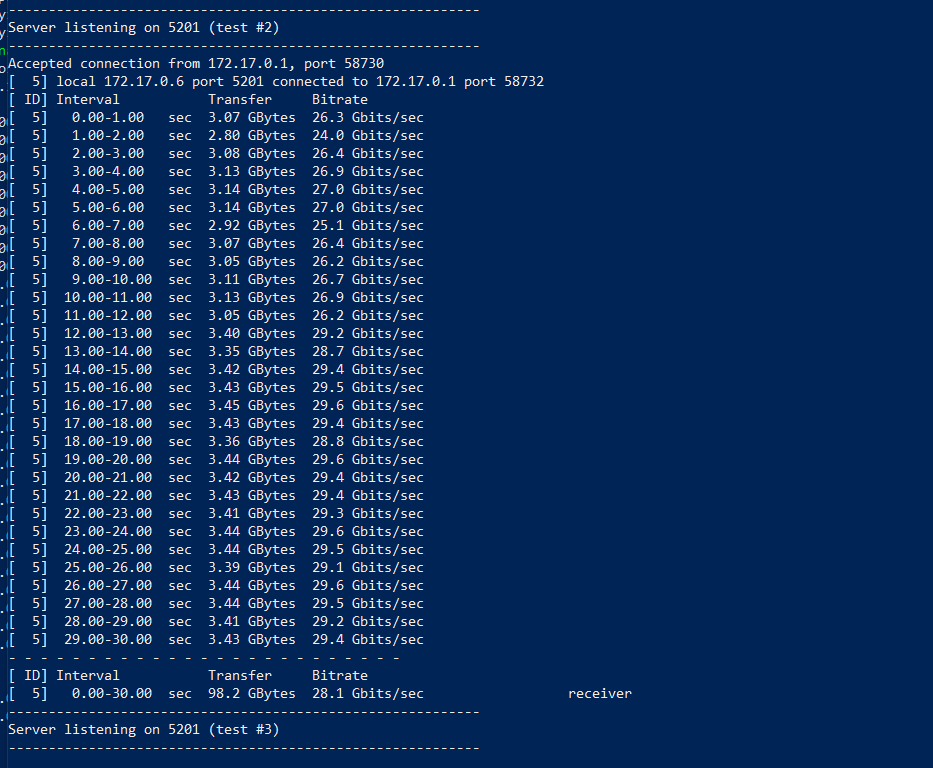 -----------------------------------------------------------
Server listening on 5201 (test #2)
-----------------------------------------------------------
Accepted connection from 172.17.0.1, port 58730
[  5] local 172.17.0.6 port 5201 connected to 172.17.0.1 port 58732
[ ID] Interval           Transfer     Bitrate
[  5]   0.00-1.00   sec  3.07 GBytes  26.3 Gbits/sec
[  5]   1.00-2.00   sec  2.80 GBytes  24.0 Gbits/sec
[  5]   2.00-3.00   sec  3.08 GBytes  26.4 Gbits/sec
[  5]   3.00-4.00   sec  3.13 GBytes  26.9 Gbits/sec
[  5]   4.00-5.00   sec  3.14 GBytes  27.0 Gbits/sec
[  5]   5.00-6.00   sec  3.14 GBytes  27.0 Gbits/sec
[  5]   6.00-7.00   sec  2.92 GBytes  25.1 Gbits/sec
[  5]   7.00-8.00   sec  3.07 GBytes  26.4 Gbits/sec
[  5]   8.00-9.00   sec  3.05 GBytes  26.2 Gbits/sec
[  5]   9.00-10.00  sec  3.11 GBytes  26.7 Gbits/sec
[  5]  10.00-11.00  sec  3.13 GBytes  26.9 Gbits/sec
[  5]  11.00-12.00  sec  3.05 GBytes  26.2 Gbits/sec
[  5]  12.00-13.00  sec  3.40 GBytes  29.2 Gbits/sec
[  5]  13.00-14.00  sec  3.35 GBytes  28.7 Gbits/sec
[  5]  14.00-15.00  sec  3.42 GBytes  29.4 Gbits/sec
[  5]  15.00-16.00  sec  3.43 GBytes  29.5 Gbits/sec
[  5]  16.00-17.00  sec  3.45 GBytes  29.6 Gbits/sec
[  5]  17.00-18.00  sec  3.43 GBytes  29.4 Gbits/sec
[  5]  18.00-19.00  sec  3.36 GBytes  28.8 Gbits/sec
[  5]  19.00-20.00  sec  3.44 GBytes  29.6 Gbits/sec
[  5]  20.00-21.00  sec  3.42 GBytes  29.4 Gbits/sec
[  5]  21.00-22.00  sec  3.43 GBytes  29.4 Gbits/sec
[  5]  22.00-23.00  sec  3.41 GBytes  29.3 Gbits/sec
[  5]  23.00-24.00  sec  3.44 GBytes  29.6 Gbits/sec
[  5]  24.00-25.00  sec  3.44 GBytes  29.5 Gbits/sec
[  5]  25.00-26.00  sec  3.39 GBytes  29.1 Gbits/sec
[  5]  26.00-27.00  sec  3.44 GBytes  29.6 Gbits/sec
[  5]  27.00-28.00  sec  3.44 GBytes  29.5 Gbits/sec
[  5]  28.00-29.00  sec  3.41 GBytes  29.2 Gbits/sec
[  5]  29.00-30.00  sec  3.43 GBytes  29.4 Gbits/sec
- - - - - - - - - - - - - - - - - - - - - - - - -
[ ID] Interval           Transfer     Bitrate
[  5]   0.00-30.00  sec  98.2 GBytes  28.1 Gbits/sec                  receiver
-----------------------------------------------------------
Server listening on 5201 (test #3)
-----------------------------------------------------------